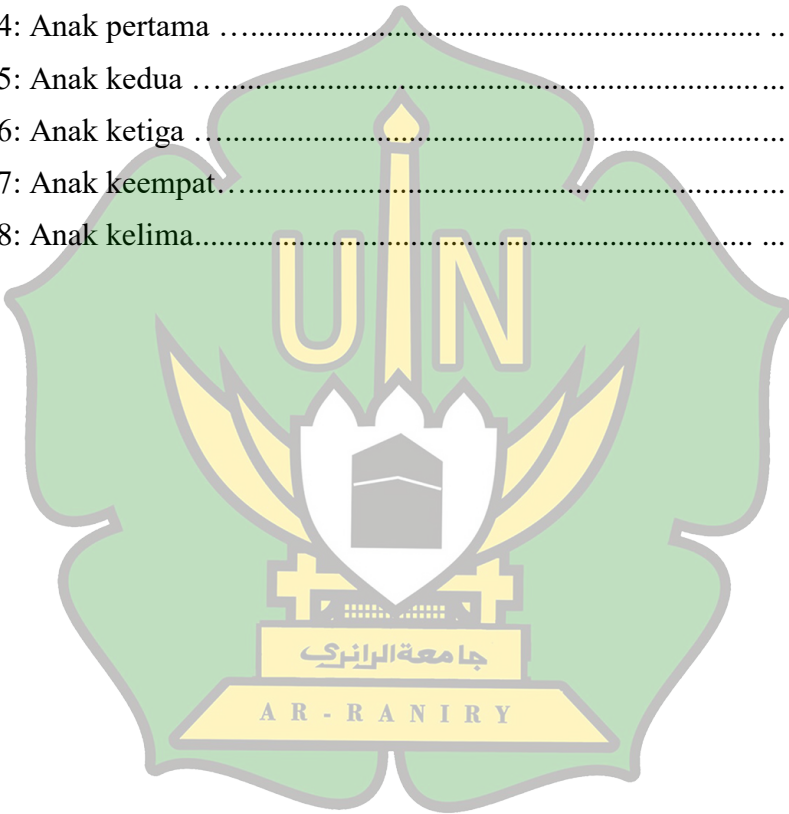 4: Anak pertama …............................................................................ ..
5: Anak kedua …................................................................................. ...
6: Anak ketiga …................................................................................. ...
7: Anak keempat…............................................................................. ...
8: Anak kelima.................................................................................... ...
UIN
جامعة الرانري
AR-RANIRY